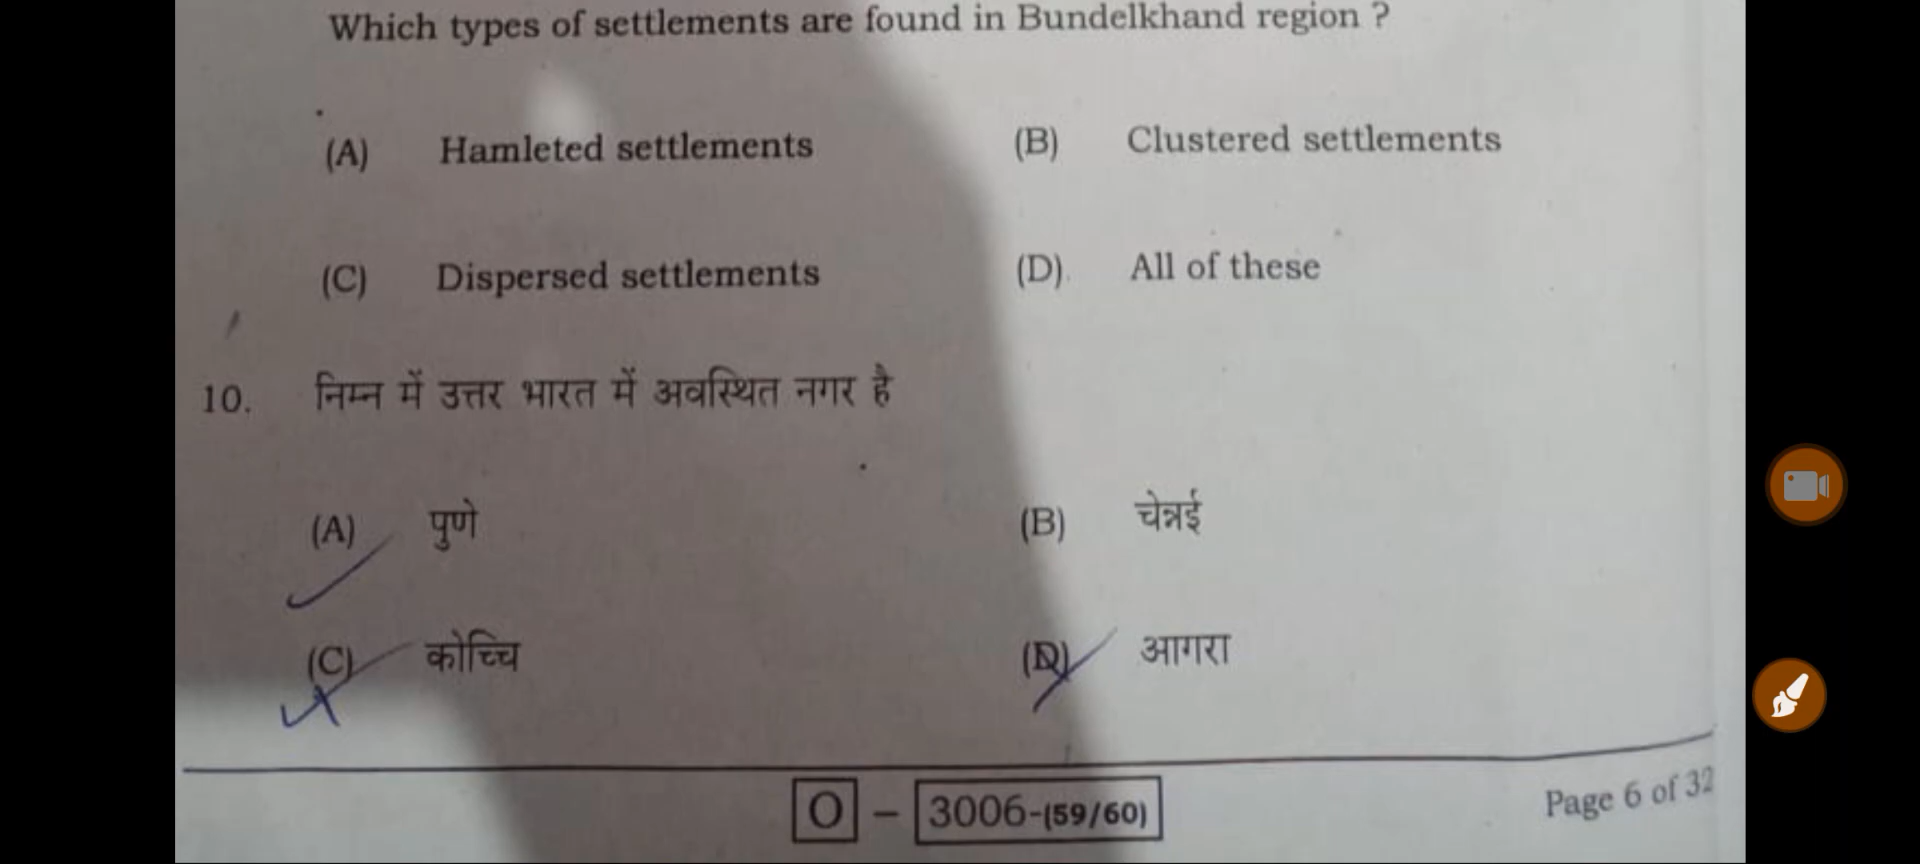 Which types of settlements are found in Bundelkhand region ?
(A) Hamleted settlements (B) Clustered settlements
(C) Dispersed settlements (D) All of these
10. निम्न में उत्तर भारत में अवस्थित नगर है
(A) पुणे (B) चेन्नई
(C) कोच्चि (D) आगरा
O – 3006-(59/60)
Page 6 of 32